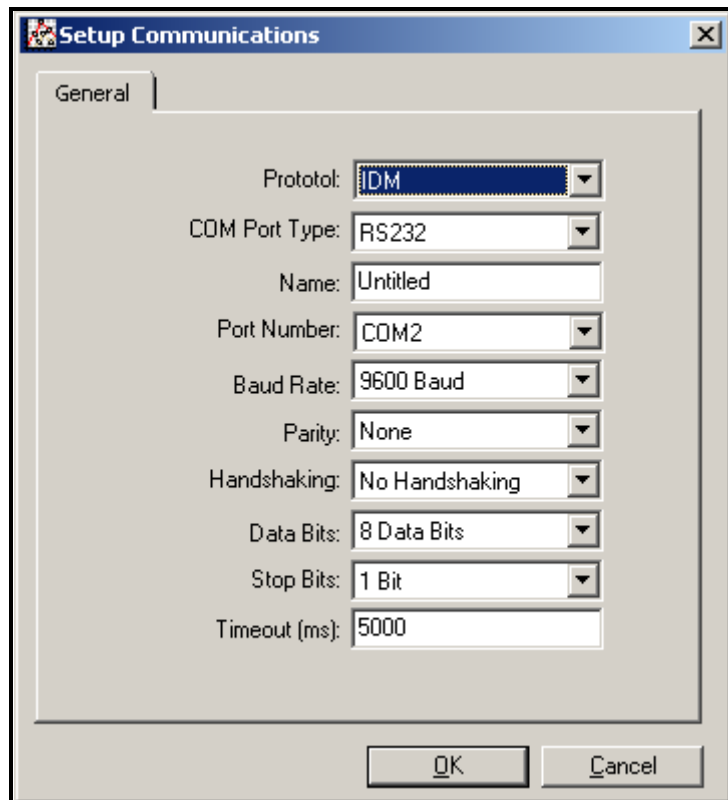 Setup Communications
General
Prototol: IDM
COM Port Type: RS232
Name: Untitled
Port Number: COM2
Baud Rate: 9600 Baud
Parity: None
Handshaking: No Handshaking
Data Bits: 8 Data Bits
Stop Bits: 1 Bit
Timeout (ms): 5000
OK Cancel